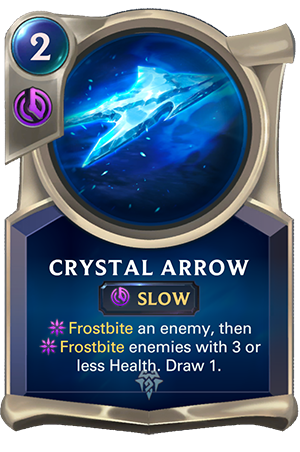 2
CRYSTAL ARROW
SLOW
Frostbite an enemy, then
Frostbite enemies with 3 or
less Health. Draw 1.